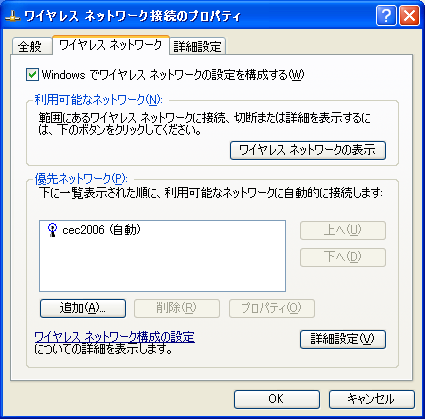 ワイヤレス ネットワーク接続のプロパティ
全般 ワイヤレス ネットワーク 詳細設定
Windows でワイヤレス ネットワークの設定を構成する(W)
利用可能なネットワーク(N):
範囲にあるワイヤレス ネットワークに接続、切断または詳細を表示するに
は、下のボタンをクリックしてください。
ワイヤレス ネットワークの表示
優先ネットワーク(P):
下に一覧表示された順に、利用可能なネットワークに自動的に接続します:
cec2006 (自動)
上へ(U)
下へ(D)
追加(A)... 削除(R) プロパティ(O)
ワイヤレス ネットワーク構成の設定
についての詳細を表示します。
詳細設定(V)
OK キャンセル